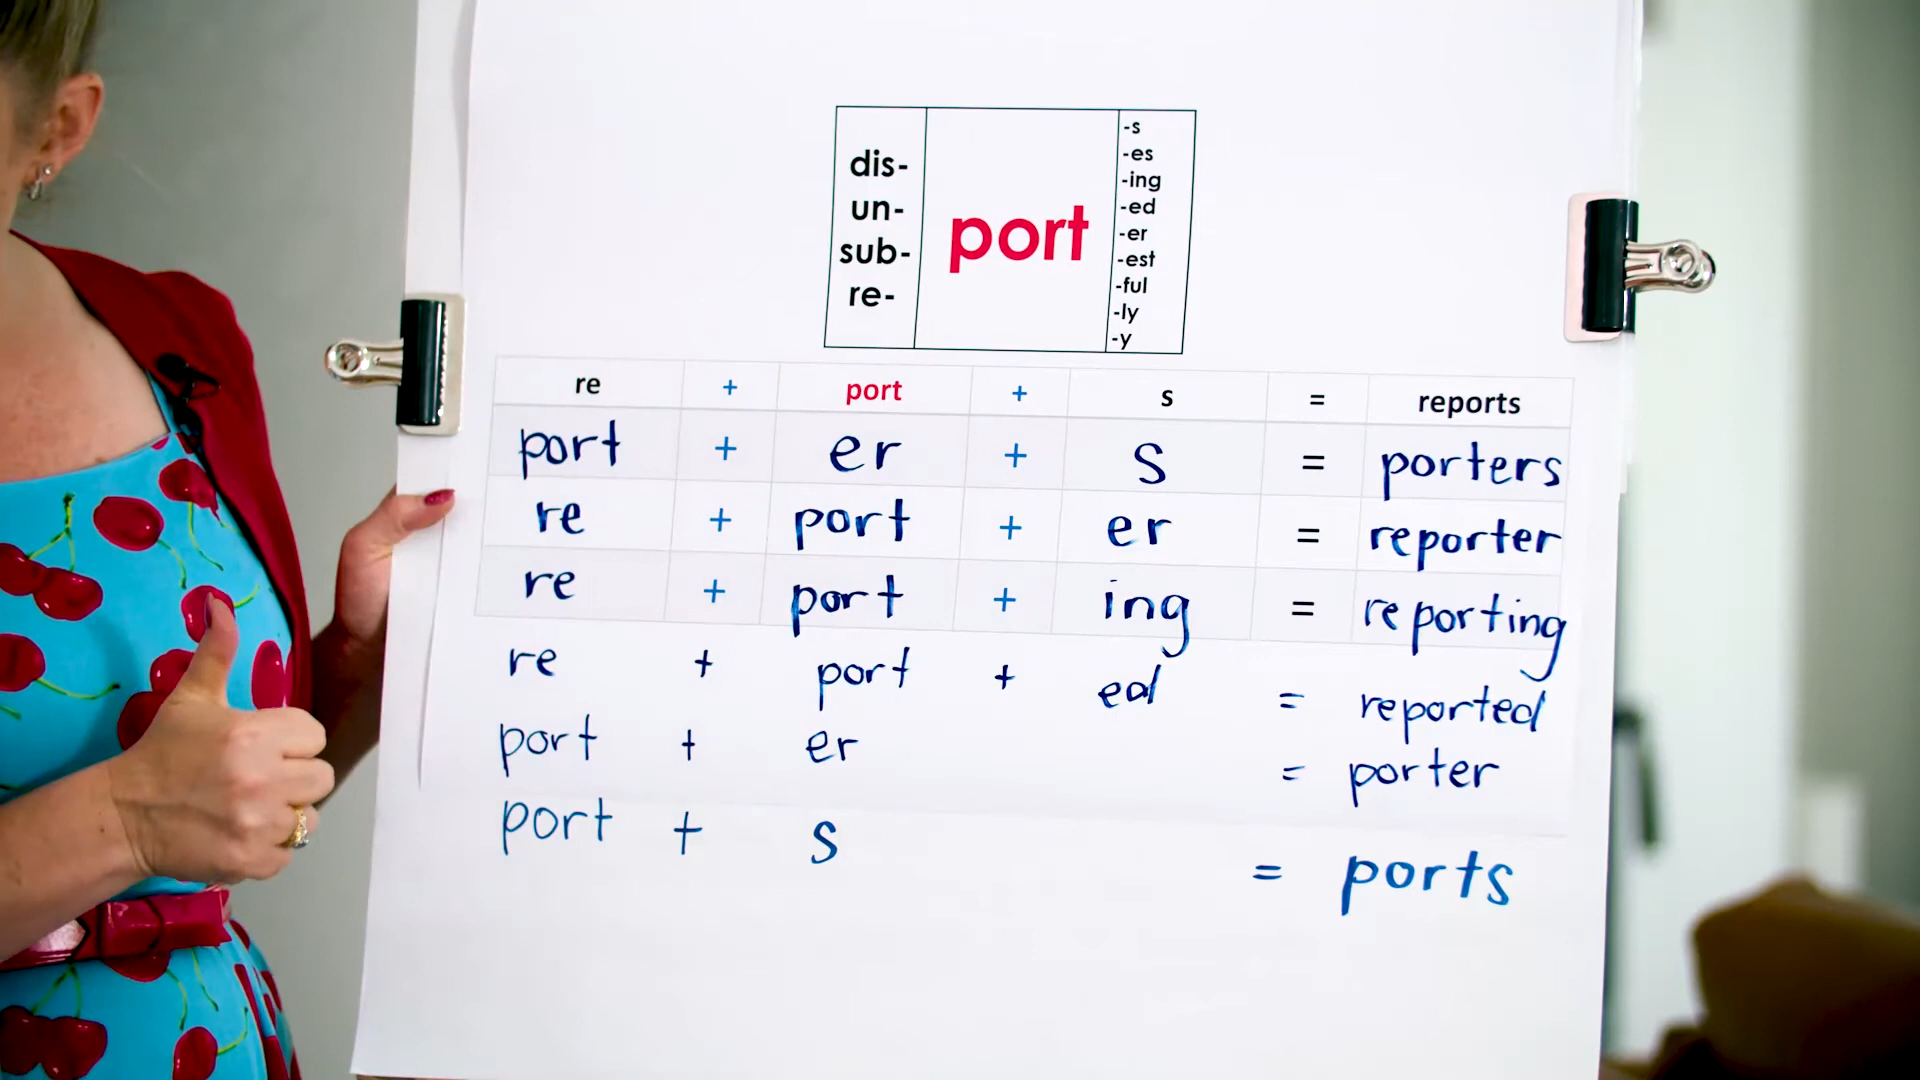 dis-
un-
sub-
re-
port
-s
-es
-ing
-ed
-er
-est
-ful
-ly
-y
re + port + s = reports
port + er + s = porters
re + port + er = reporter
re + port + ing = reporting
re + port + ed = reported
port + er = porter
port + s = ports